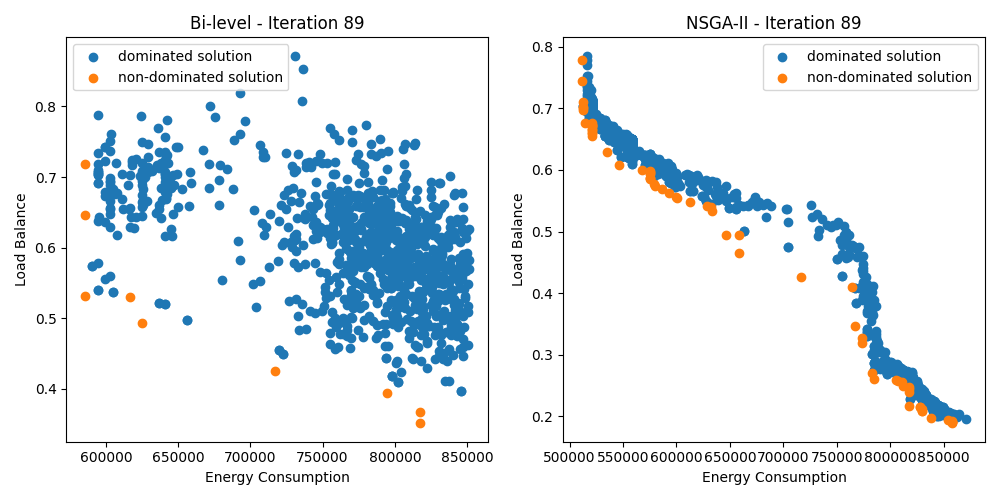 Bi-level - Iteration 89
dominated solution
non-dominated solution
Load Balance
0.8
0.7
0.6
0.5
0.4
600000 650000 700000 750000 800000 850000
Energy Consumption
NSGA-II - Iteration 89
dominated solution
non-dominated solution
Load Balance
0.8
0.7
0.6
0.5
0.4
0.3
0.2
500000 550000 600000 650000 700000 750000 800000 850000
Energy Consumption